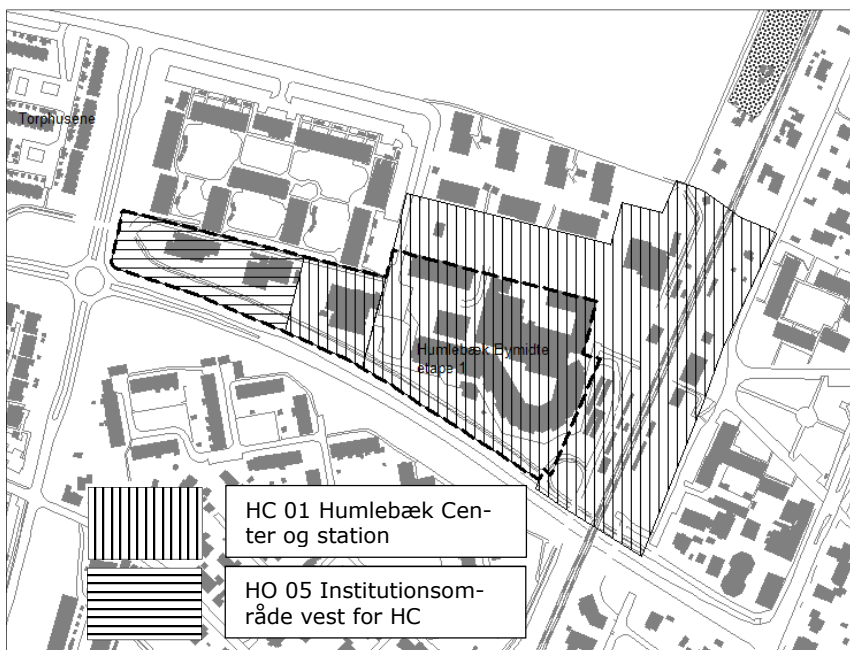 Torphusene
Humlebæk Bymidte
etape 1
HC 01 Humlebæk Cen-
ter og station
HO 05 Institutionsom-
råde vest for HC